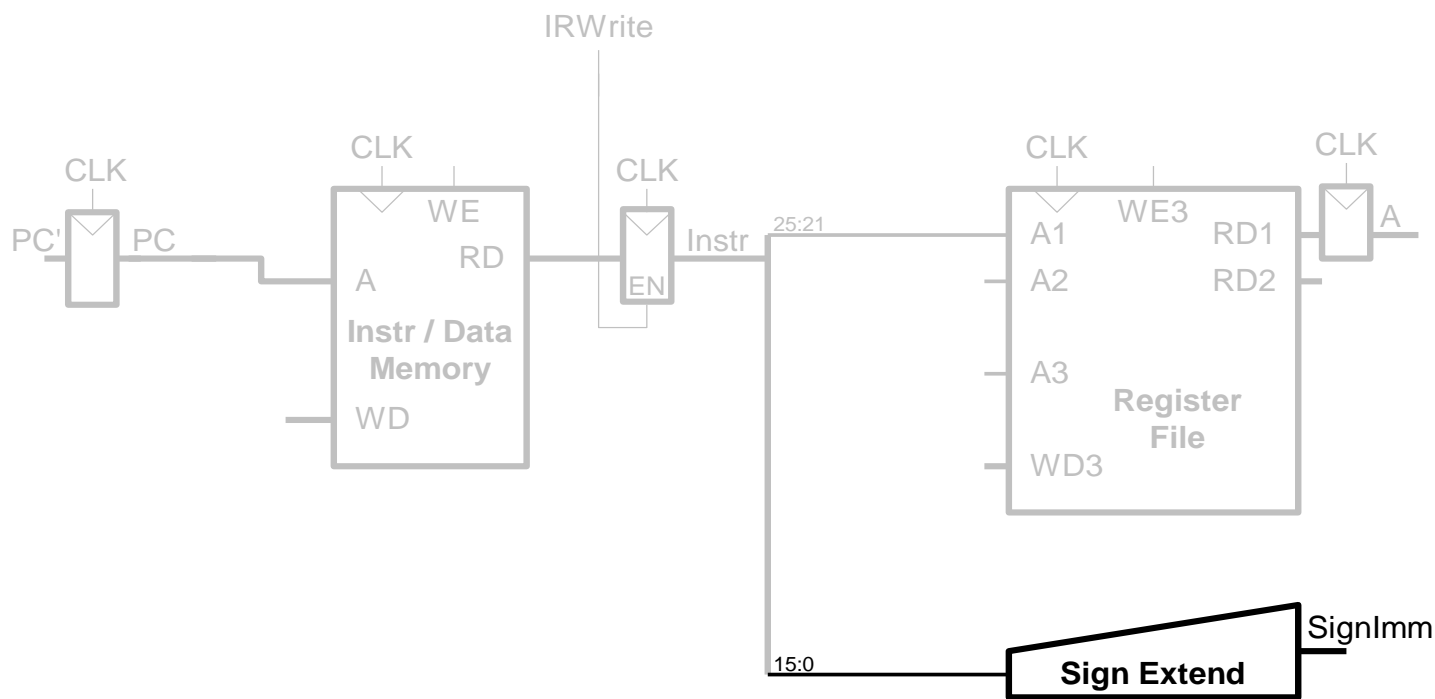 IRWrite
CLK
CLK
CLK
CLK
CLK
PC'
PC
WE
RD
A
Instr / Data
Memory
WD
EN
Instr
25:21
A1
WE3
RD1
A
A2
RD2
A3
Register
File
WD3
15:0
Sign Extend
SignImm